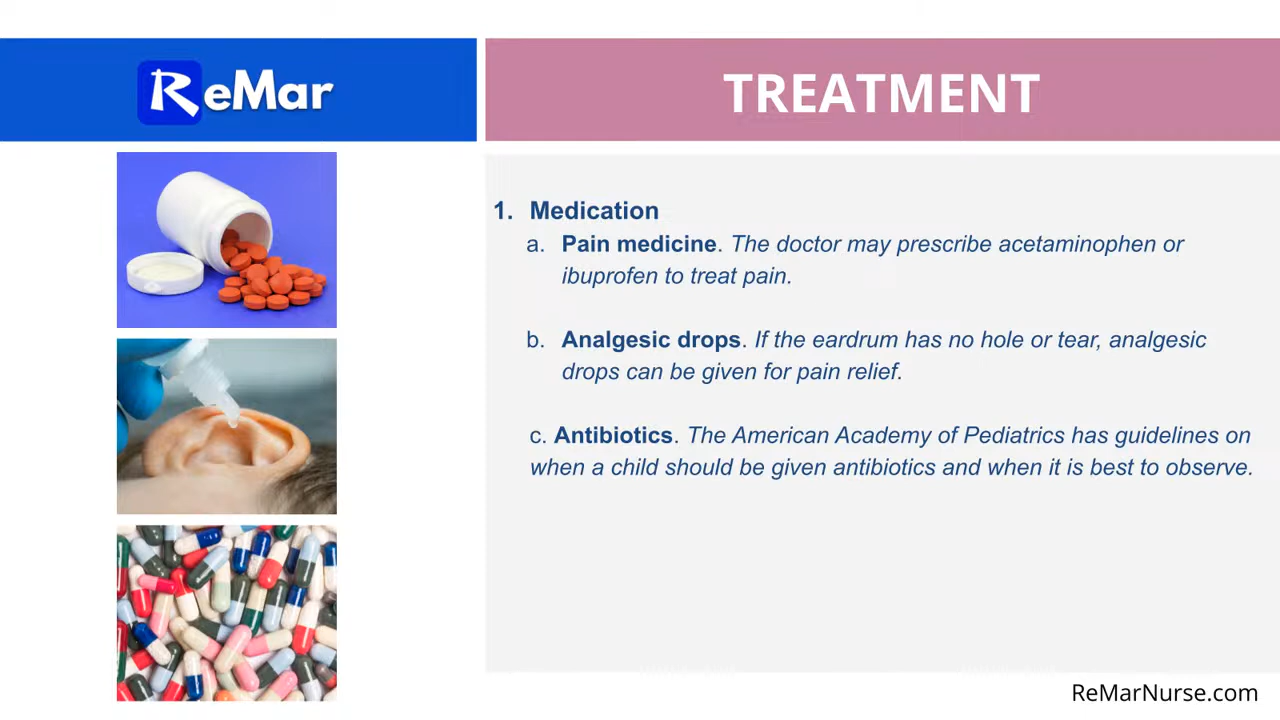 ReMar
TREATMENT
1. Medication
a. Pain medicine. The doctor may prescribe acetaminophen or
ibuprofen to treat pain.
b. Analgesic drops. If the eardrum has no hole or tear, analgesic
drops can be given for pain relief.
c. Antibiotics. The American Academy of Pediatrics has guidelines on
when a child should be given antibiotics and when it is best to observe.
ReMarNurse.com